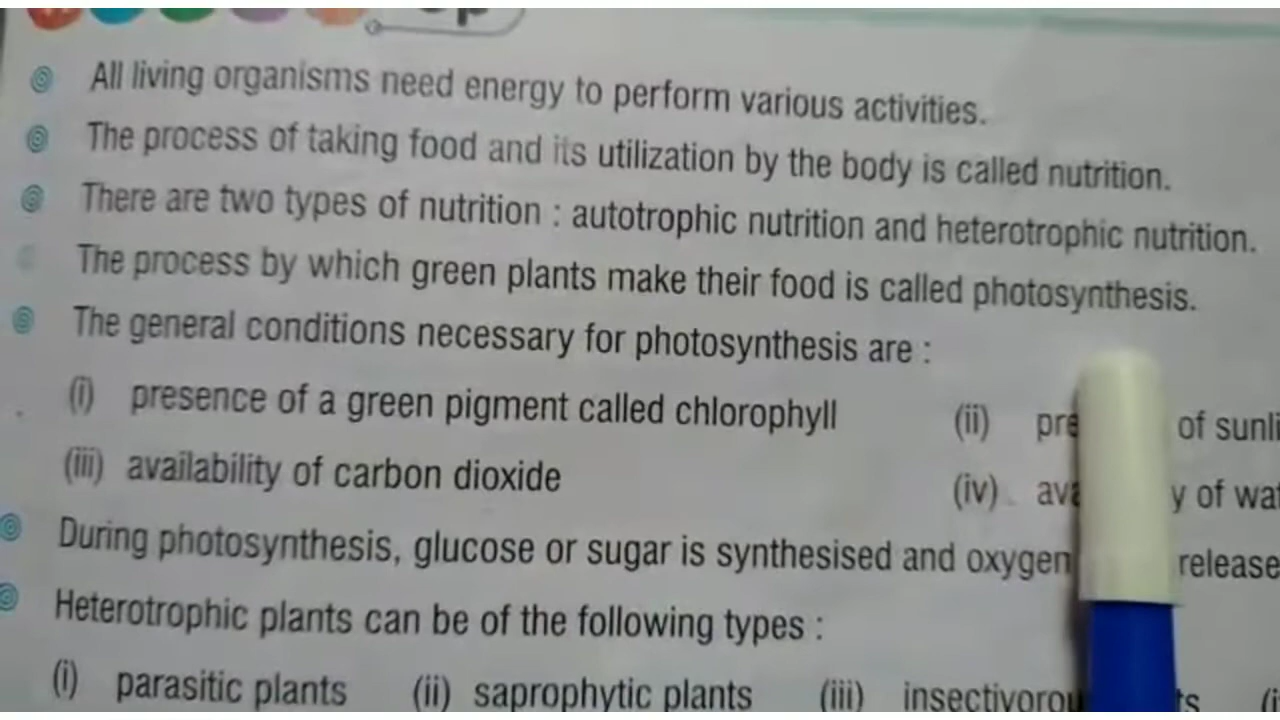 All living organisms need energy to perform various activities.
The process of taking food and its utilization by the body is called nutrition.
There are two types of nutrition : autotrophic nutrition and heterotrophic nutrition.
The process by which green plants make their food is called photosynthesis.
The general conditions necessary for photosynthesis are :
(i) presence of a green pigment called chlorophyll (ii) of
(iii) availability of carbon dioxide (iv) of
During photosynthesis, glucose or sugar is synthesised and oxygen
Heterotrophic plants can be of the following types :
(i) parasitic plants (ii) saprophytic plants (iii)